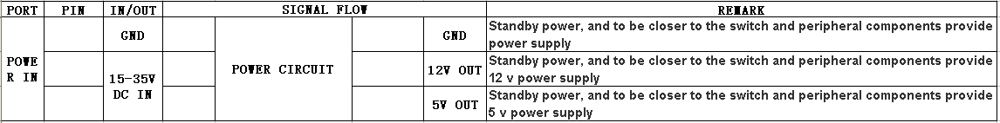 PORT PIN IN/OUT SIGNAL FLOW REMARK
POWE
R IN
GND
15-35V
DC IN
POWER CIRCUIT
GND
Standby power, and to be closer to the switch and peripheral components provide
power supply
12V OUT
Standby power, and to be closer to the switch and peripheral components provide
12 v power supply
5V OUT
Standby power, and to be closer to the switch and peripheral components provide
5 v power supply